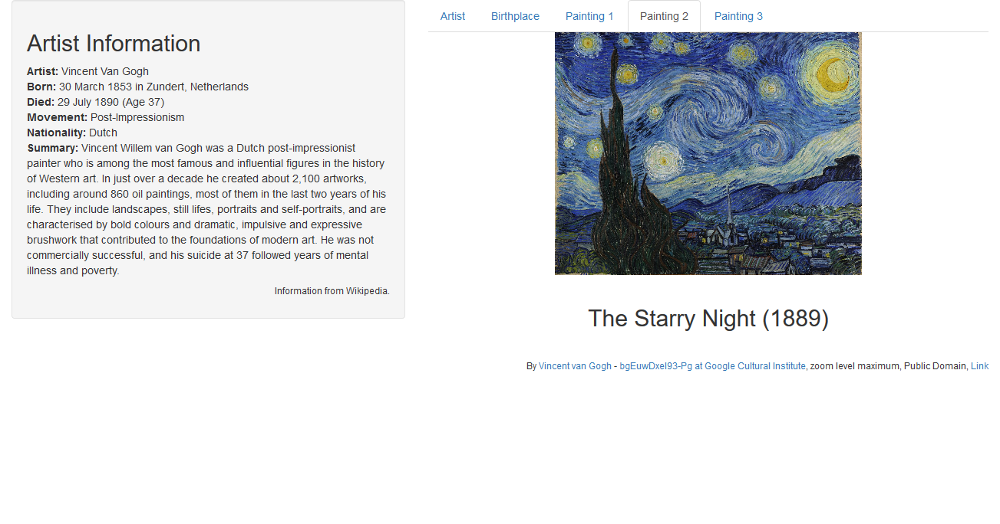 Artist Information
Artist: Vincent Van Gogh
Born: 30 March 1853 in Zundert, Netherlands
Died: 29 July 1890 (Age 37)
Movement: Post-Impressionism
Nationality: Dutch
Summary: Vincent Willem van Gogh was a Dutch post-impressionist
painter who is among the most famous and influential figures in the history
of Western art. In just over a decade he created about 2,100 artworks,
including around 860 oil paintings, most of them in the last two years of his
life. They include landscapes, still lifes, portraits and self-portraits, and are
characterised by bold colours and dramatic, impulsive and expressive
brushwork that contributed to the foundations of modern art. He was not
commercially successful, and his suicide at 37 followed years of mental
illness and poverty.
Information from Wikipedia.
Artist Birthplace Painting 1 Painting 2 Painting 3
The Starry Night (1889)
By Vincent van Gogh - bgEuwDxel93-Pg at Google Cultural Institute, zoom level maximum, Public Domain, Link